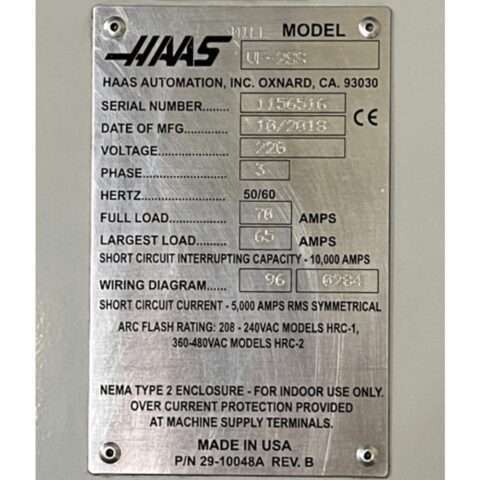 HAAS MILL MODEL
VF-2SS
HAAS AUTOMATION, INC. OXNARD, CA. 93030
SERIAL NUMBER........ 1156516
DATE OF MFG.............. 10/2018 CE
VOLTAGE..................... 220
PHASE......................... 3
HERTZ......................... 50/60
FULL LOAD................. 70 AMPS
LARGEST LOAD......... 65 AMPS
SHORT CIRCUIT INTERRUPTING CAPACITY - 10,000 AMPS
WIRING DIAGRAM...... 96 0284
SHORT CIRCUIT CURRENT - 5,000 AMPS RMS SYMMETRICAL
ARC FLASH RATING: 208 - 240VAC MODELS HRC-1,
360-480VAC MODELS HRC-2
NEMA TYPE 2 ENCLOSURE - FOR INDOOR USE ONLY.
OVER CURRENT PROTECTION PROVIDED
AT MACHINE SUPPLY TERMINALS.
MADE IN USA
P/N 29-10048A REV. B